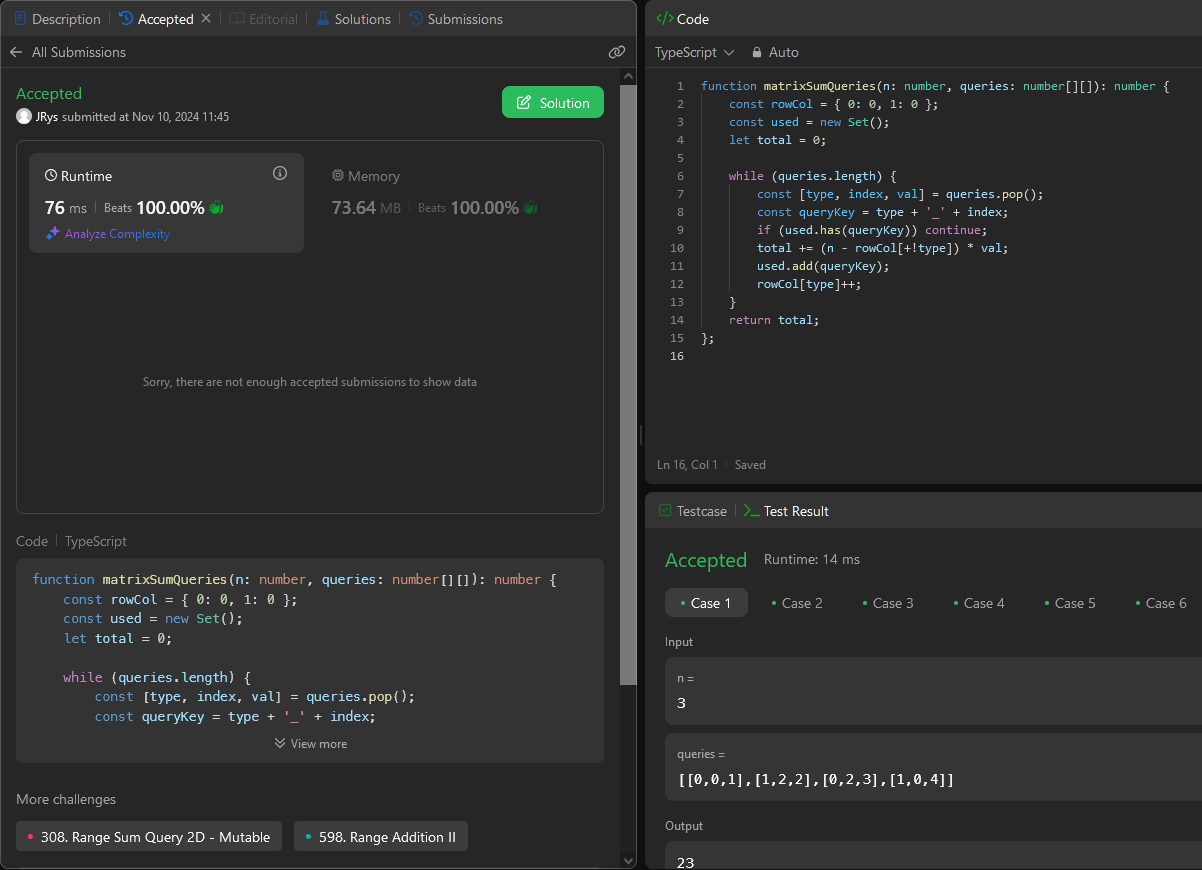 Description
Accepted
Editorial
Solutions
Submissions
All Submissions
Accepted
JRys submitted at Nov 10, 2024 11:45
Solution
Runtime
76 ms | Beats 100.00%
Analyze Complexity
Memory
73.64 MB | Beats 100.00%
Sorry, there are not enough accepted submissions to show data
Code | TypeScript
function matrixSumQueries(n: number, queries: number[][]): number {
    const rowCol = { 0: 0, 1: 0 };
    const used = new Set();
    let total = 0;
    while (queries.length) {
        const [type, index, val] = queries.pop();
        const queryKey = type + '_' + index;
View more
More challenges
308. Range Sum Query 2D - Mutable
598. Range Addition II
</> Code
TypeScript
Auto
1 function matrixSumQueries(n: number, queries: number[][]): number {
2     const rowCol = { 0: 0, 1: 0 };
3     const used = new Set();
4     let total = 0;
5
6     while (queries.length) {
7         const [type, index, val] = queries.pop();
8         const queryKey = type + '_' + index;
9         if (used.has(queryKey)) continue;
10         total += (n - rowCol[+!type]) * val;
11         used.add(queryKey);
12         rowCol[type]++;
13     }
14     return total;
15 };
16
Ln 16, Col 1 | Saved
Testcase
Test Result
Accepted
Runtime: 14 ms
Case 1
Case 2
Case 3
Case 4
Case 5
Case 6
Input
n =
3
queries =
[[0,0,1],[1,2,2],[0,2,3],[1,0,4]]
Output
23